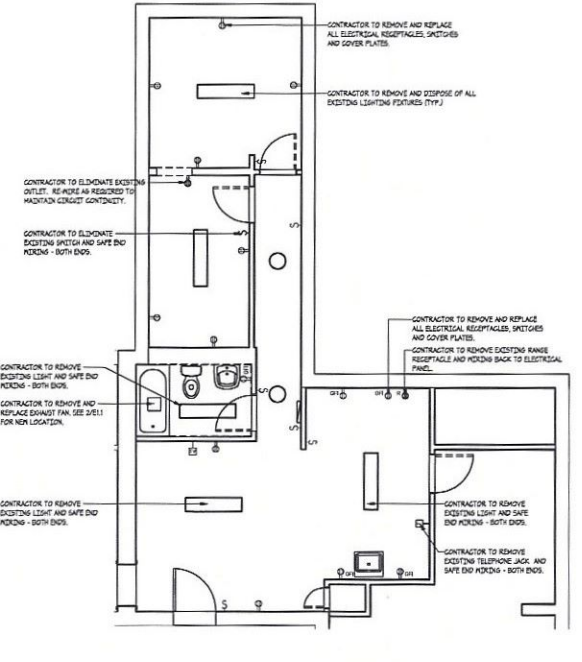 CONTRACTOR TO REMOVE AND REPLACE
ALL ELECTRICAL RECEPTACLES, SWITCHES
AND COVER PLATES.
CONTRACTOR TO REMOVE AND DISPOSE OF ALL
EXISTING LIGHTING FIXTURES (TYP.)
CONTRACTOR TO ELIMINATE EXISTING
OUTLET. RE-WIRE AS REQUIRED TO
MAINTAIN CIRCUIT CONTINUITY.
CONTRACTOR TO ELIMINATE
EXISTING SWITCH AND SAFE END
WIRING - BOTH ENDS.
CONTRACTOR TO REMOVE AND REPLACE
ALL ELECTRICAL RECEPTACLES, SWITCHES
AND COVER PLATES.
CONTRACTOR TO REMOVE EXISTING RANGE
RECEPTACLE AND WIRING BACK TO ELECTRICAL
PANEL.
CONTRACTOR TO REMOVE
EXISTING LIGHT AND SAFE END
WIRING - BOTH ENDS.
CONTRACTOR TO REMOVE AND
REPLACE EXHAUST FAN. SEE 2/E1.1
FOR NEW LOCATION.
GFI
GFI
GFI
R
CONTRACTOR TO REMOVE
EXISTING LIGHT AND SAFE END
WIRING - BOTH ENDS.
CONTRACTOR TO REMOVE
EXISTING LIGHT AND SAFE
END WIRING - BOTH ENDS.
CONTRACTOR TO REMOVE
EXISTING TELEPHONE JACK AND
SAFE END WIRING - BOTH ENDS.
GFI
GFI